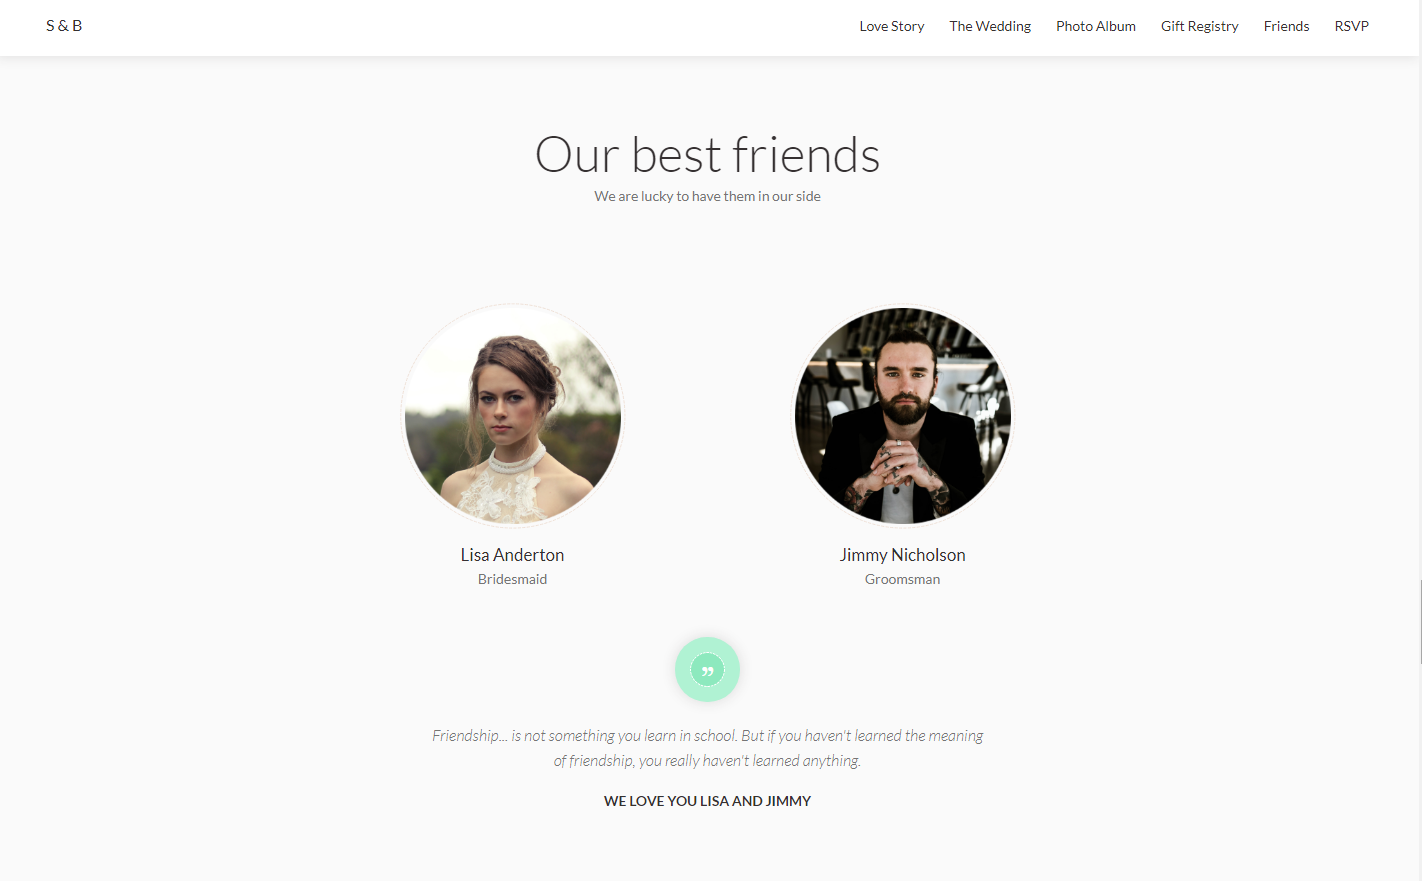 S & B
Love Story
The Wedding
Photo Album
Gift Registry
Friends
RSVP
Our best friends
We are lucky to have them in our side
Lisa Anderton
Bridesmaid
Jimmy Nicholson
Groomsman
”
Friendship... is not something you learn in school. But if you haven't learned the meaning
of friendship, you really haven't learned anything.
WE LOVE YOU LISA AND JIMMY